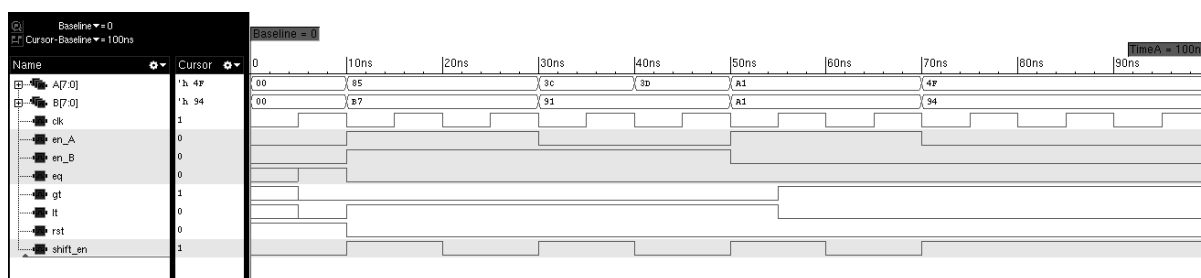 Baseline ▾ = 0
Cursor-Baseline ▾ = 100ns
Baseline = 0
TimeA = 100n
Name Cursor 0 10ns 20ns 30ns 40ns 50ns 60ns 70ns 80ns 90ns
A[7:0] 'h 4F 00 85 3C 3D A1 4F
B[7:0] 'h 94 00 B7 91 A1 94
clk 1
en_A 0
en_B 0
eq 0
gt 1
lt 0
rst 0
shift_en 1